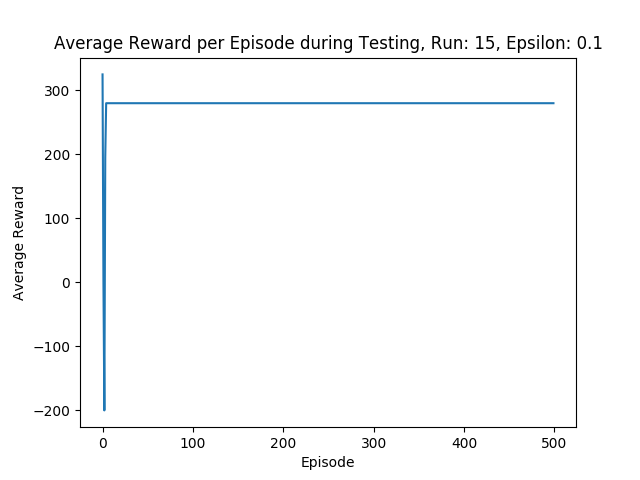 Average Reward per Episode during Testing, Run: 15, Epsilon: 0.1
Average Reward
300
200
100
0
−100
−200
0 100 200 300 400 500
Episode